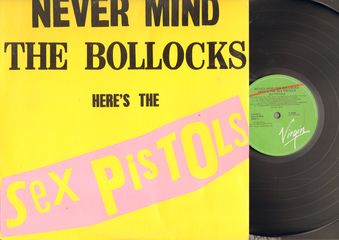 NEVER MIND
THE BOLLOCKS
HERE'S THE
Sex PiSTOLS
Virgin